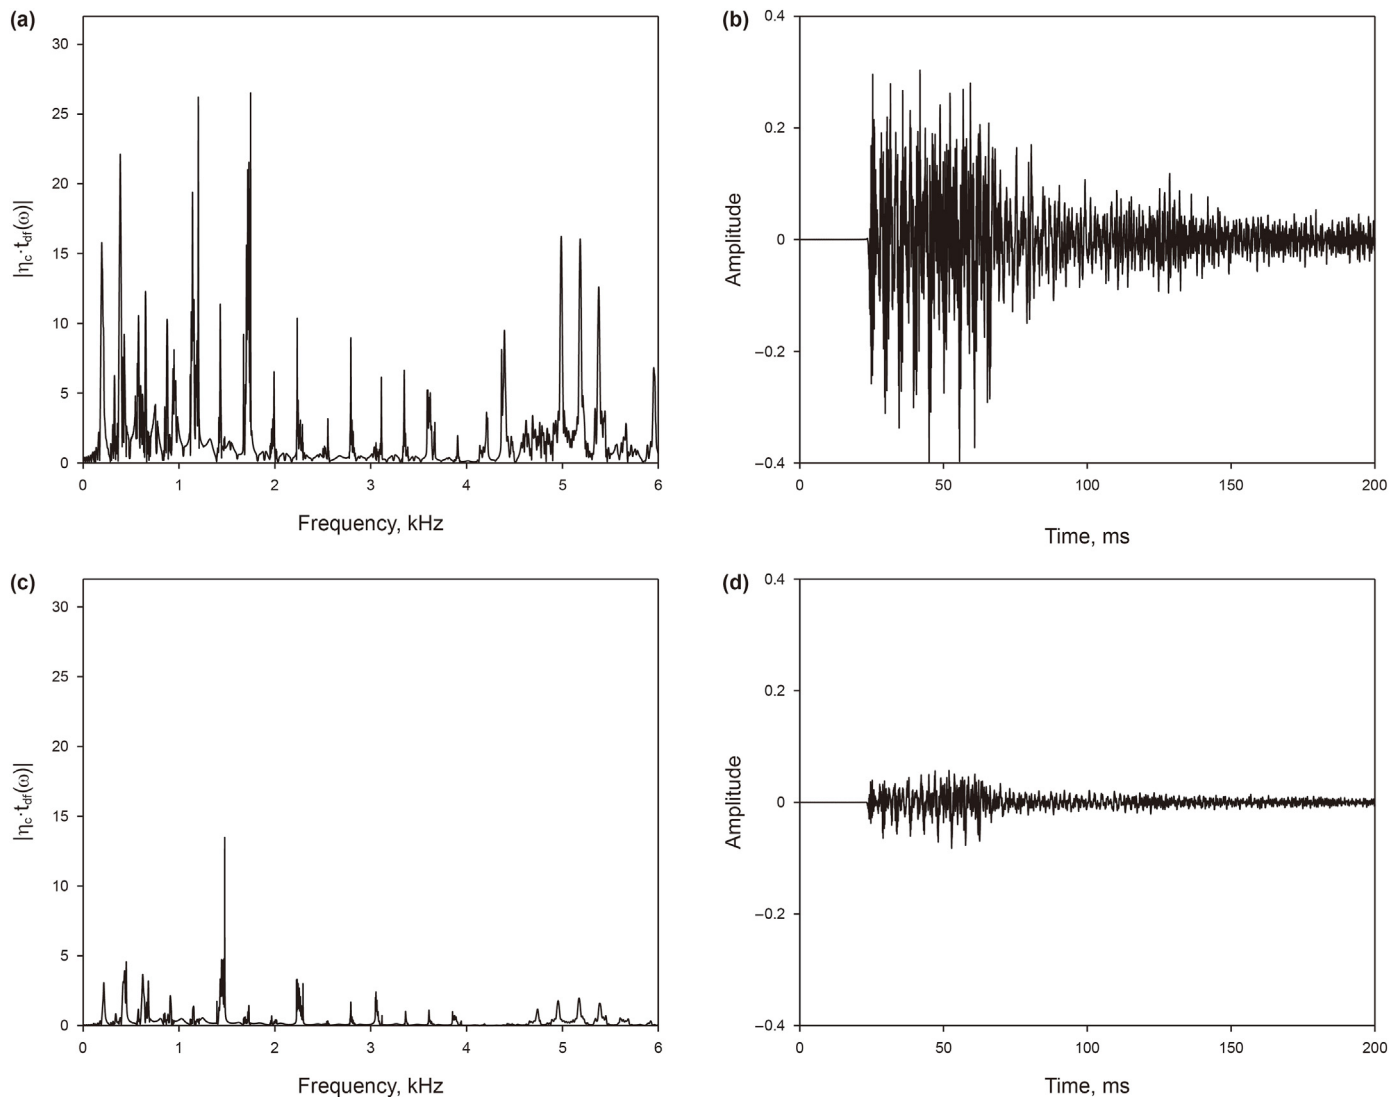 (a)
30
25
20
15
10
5
0
|ηc·tdf(ω)|
0 1 2 3 4 5 6
Frequency, kHz
(b)
0.4
0.2
0
–0.2
–0.4
Amplitude
0 50 100 150 200
Time, ms
(c)
30
25
20
15
10
5
0
|ηc·tdf(ω)|
0 1 2 3 4 5 6
Frequency, kHz
(d)
0.4
0.2
0
–0.2
–0.4
Amplitude
0 50 100 150 200
Time, ms